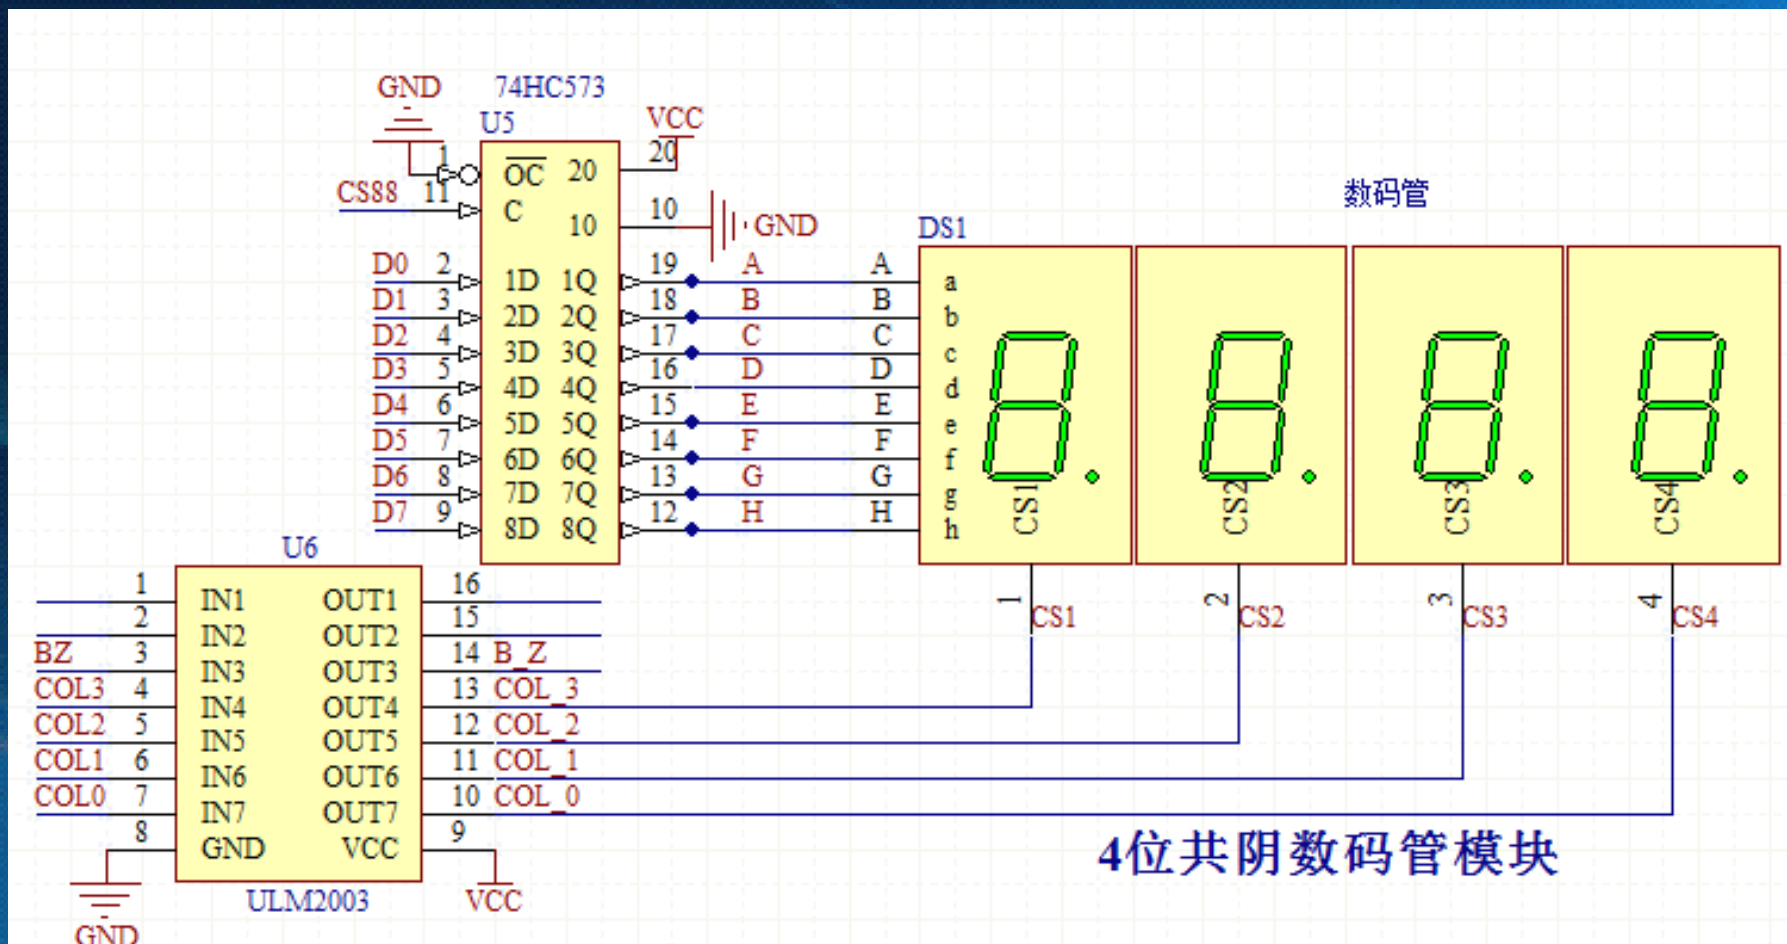 GND 74HC573
U5 VCC
1 OC 20 20
CS88 11 C
10 10 GND
数码管
DS1
D0 2 1D 1Q 19 A A a
D1 3 2D 2Q 18 B B b
D2 4 3D 3Q 17 C C c
D3 5 4D 4Q 16 D D d
D4 6 5D 5Q 15 E E e
D5 7 6D 6Q 14 F F f
D6 8 7D 7Q 13 G G g
D7 9 8D 8Q 12 H H h
CS1 CS2 CS3 CS4
U6
1 IN1 OUT1 16
2 IN2 OUT2 15
BZ 3 IN3 OUT3 14 B_Z
COL3 4 IN4 OUT4 13 COL_3
COL2 5 IN5 OUT5 12 COL_2
COL1 6 IN6 OUT6 11 COL_1
COL0 7 IN7 OUT7 10 COL_0
8 GND VCC 9
1 CS1 2 CS2 3 CS3 4 CS4
4位共阴数码管模块
ULM2003 VCC
GND